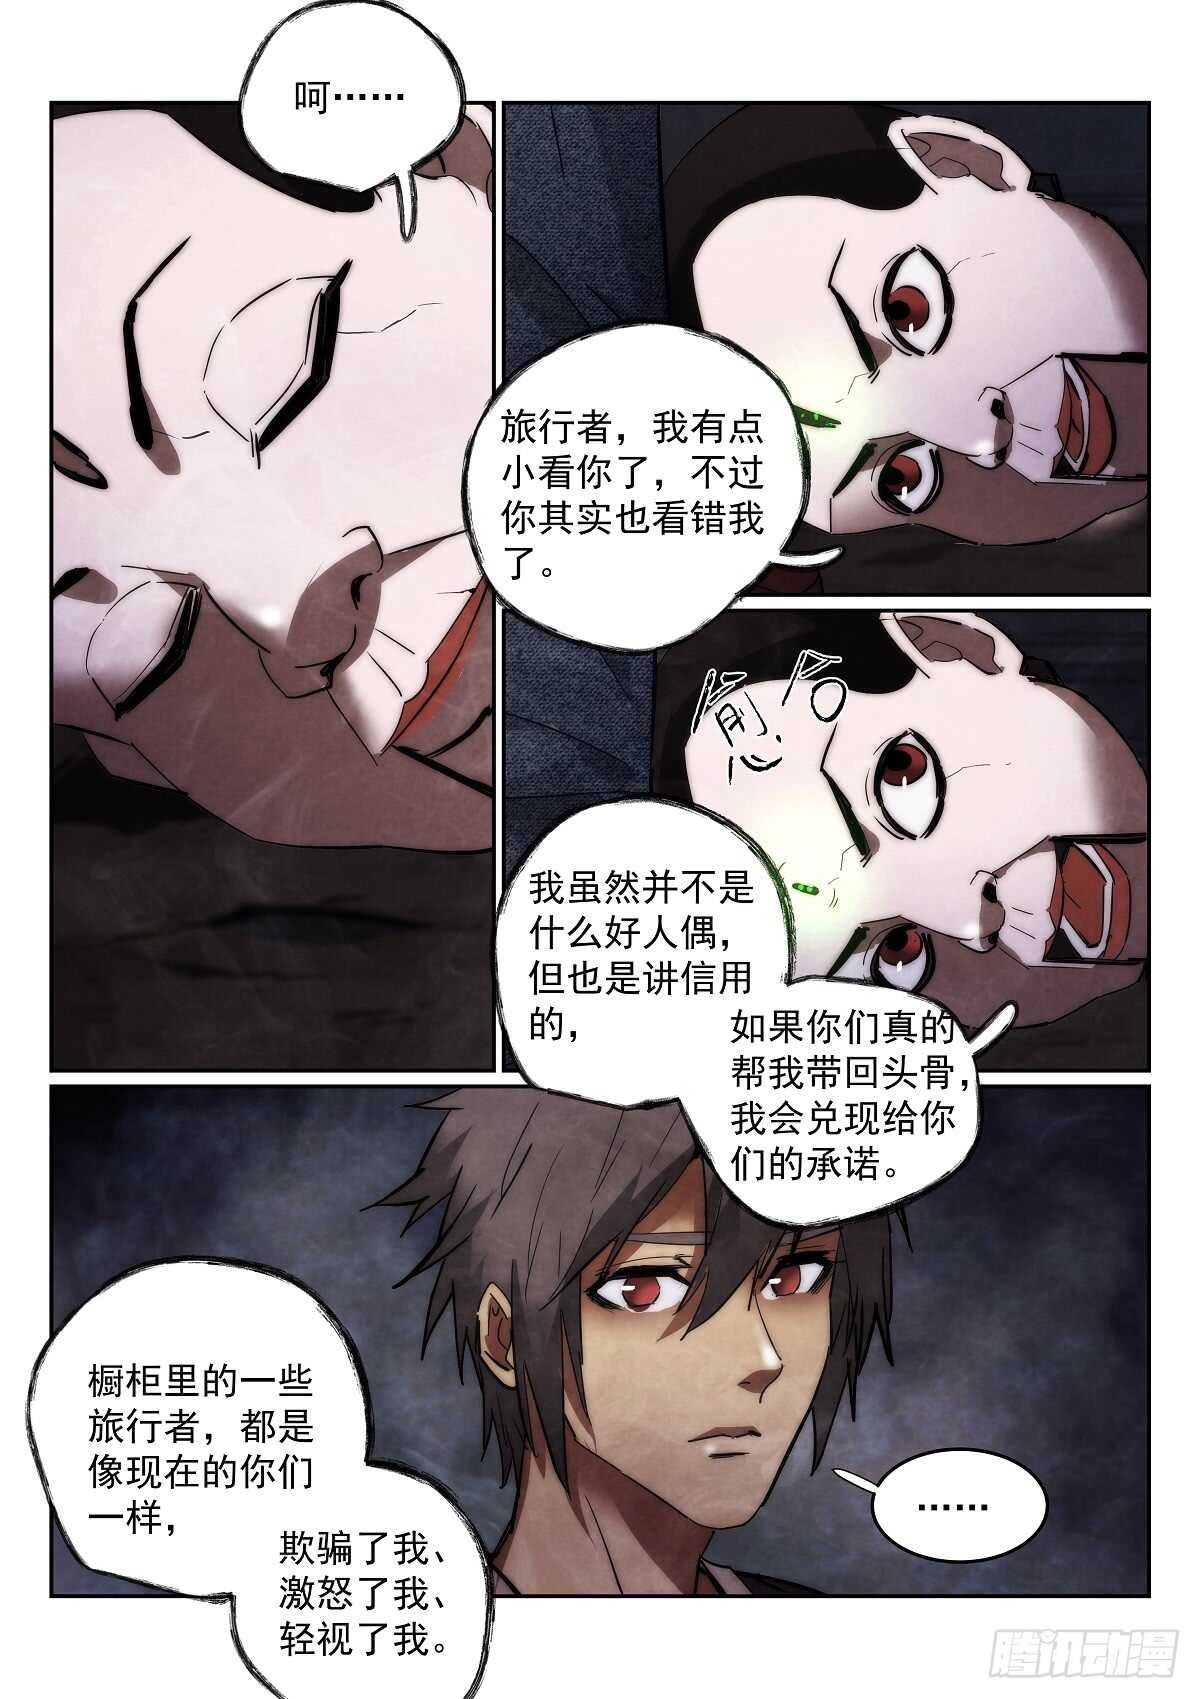 呵……
旅行者，我有点
小看你了，不过
你其实也看错我
了。
我虽然并不是
什么好人偶，
但也是讲信用
的，
如果你们真的
帮我带回头骨，
我会兑现给你
们的承诺。
橱柜里的一些
旅行者，都是
像现在的你们
一样，
欺骗了我、
激怒了我、
轻视了我。
……
腾讯动漫